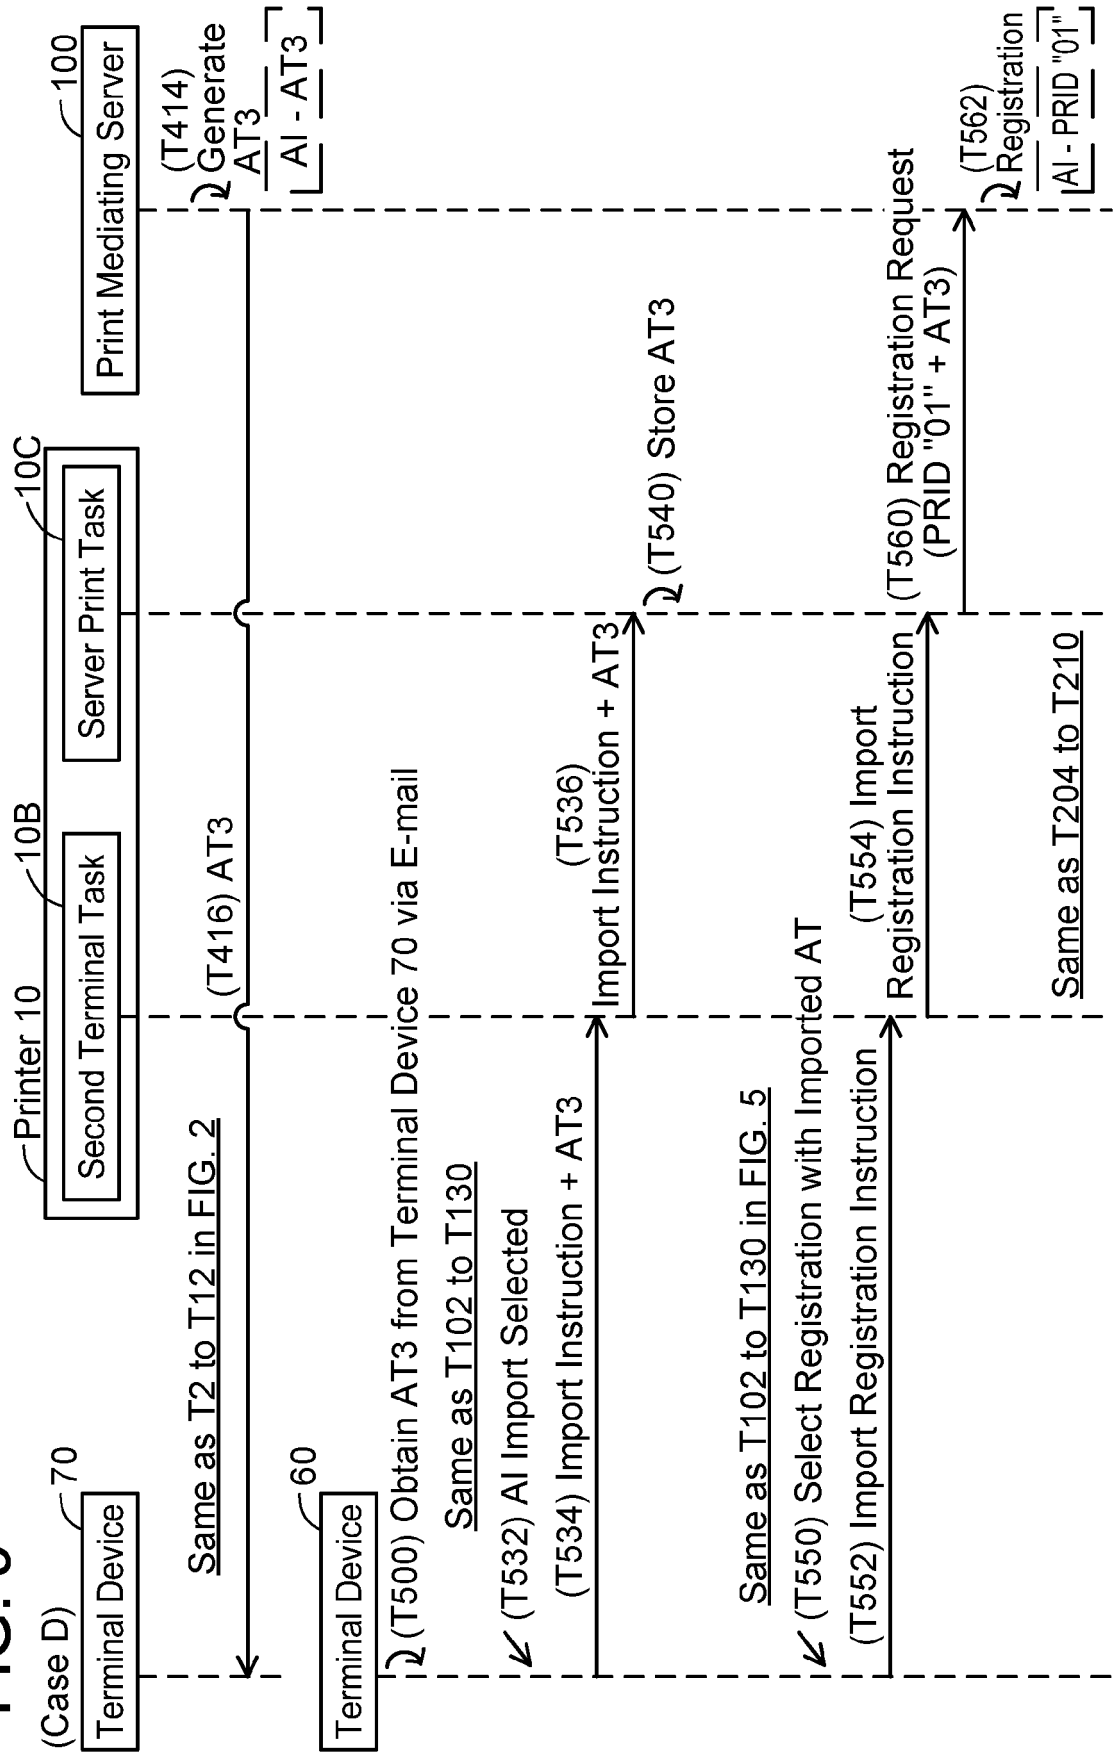 (Case D)
Terminal Device
70
Printer 10
Second Terminal Task
10B
Server Print Task
10C
Print Mediating Server
100
Same as T2 to T12 in FIG. 2
(T416) AT3
(T414)
Generate
AT3
AI - AT3
Terminal Device
60
(T500) Obtain AT3 from Terminal Device 70 via E-mail
Same as T102 to T130
(T532) AI Import Selected
(T534) Import Instruction + AT3
(T536)
Import Instruction + AT3
(T540) Store AT3
Same as T102 to T130 in FIG. 5
(T550) Select Registration with Imported AT
(T552) Import Registration Instruction
(T554) Import
Registration Instruction
(T560) Registration Request
(PRID "01" + AT3)
(T562)
Registration
AI - PRID "01"
Same as T204 to T210